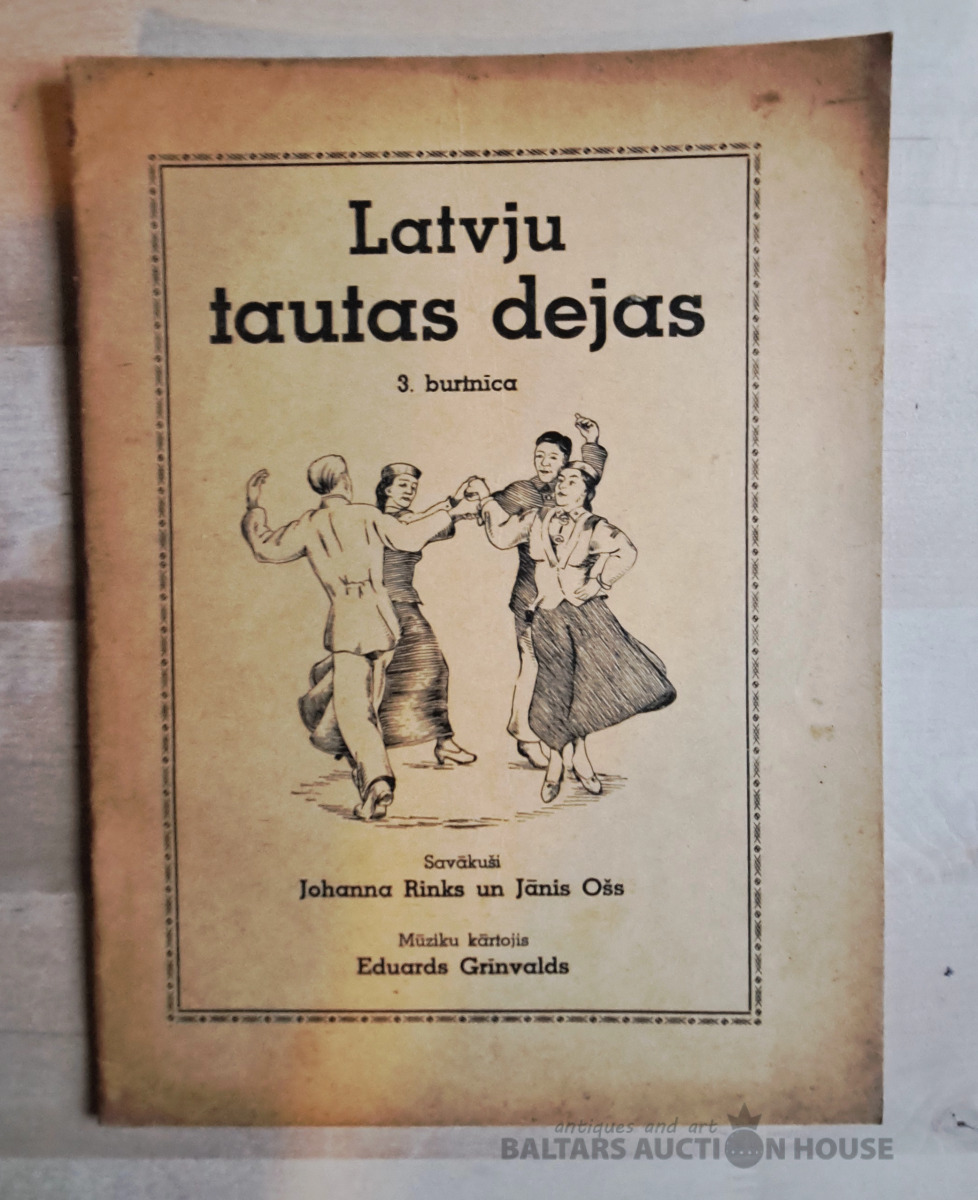 Latvju
tautas dejas
3. burtnīca
Savākuši
Johanna Rinks un Jānis Ošs
Mūziku kārtojis
Eduards Grīnvalds
antiques and art
BALTARS AUCTION HOUSE